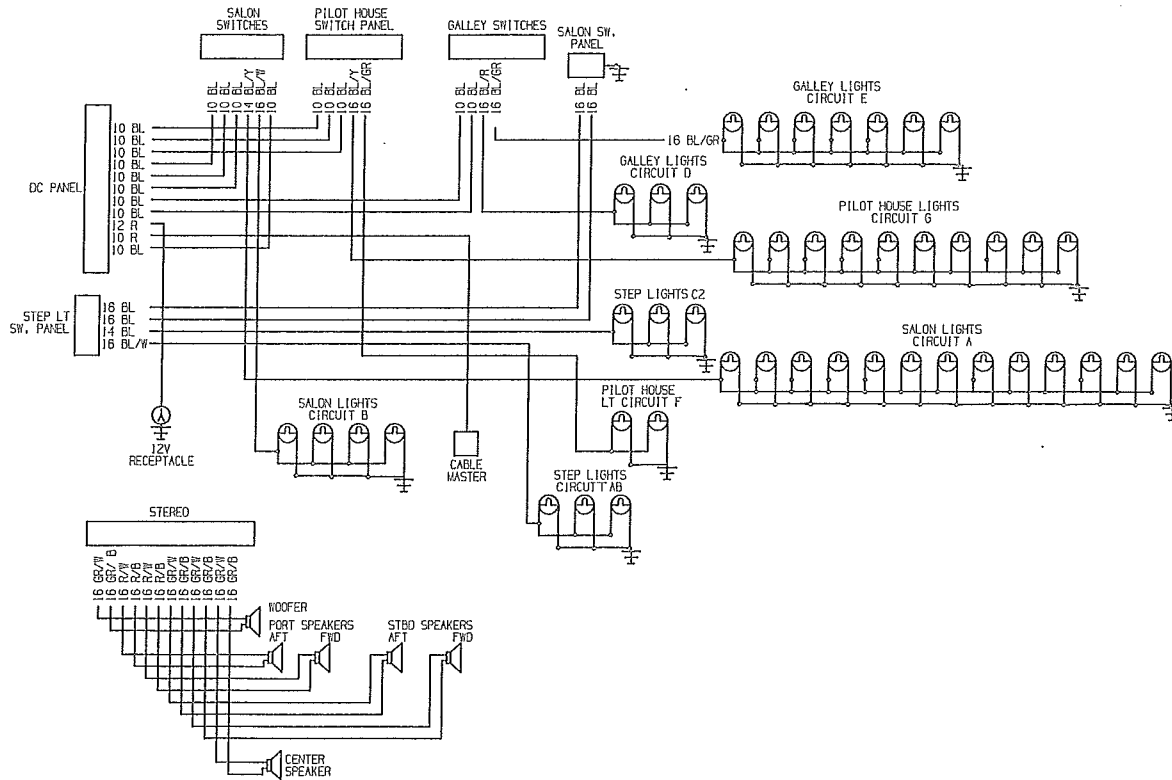 SALON
SWITCHES
PILOT HOUSE
SWITCH PANEL
GALLEY SWITCHES
SALON SW.
PANEL
10 BL
10 BL
10 BL
14 BL/Y
16 BL/W
10 BL
10 BL
10 BL
10 BL
16 BL/Y
16 BL/GR
10 BL
10 BL
16 BL/R
16 BL/GR
16 BL
16 BL
GALLEY LIGHTS
CIRCUIT E
16 BL/GR
DC PANEL
10 BL
10 BL
10 BL
10 BL
10 BL
10 BL
10 BL
10 BL
12 R
10 R
10 BL
GALLEY LIGHTS
CIRCUIT D
PILOT HOUSE LIGHTS
CIRCUIT G
STEP LT
SW. PANEL
16 BL
16 BL
14 BL
16 BL/W
STEP LIGHTS C2
SALON LIGHTS
CIRCUIT A
12V
RECEPTACLE
SALON LIGHTS
CIRCUIT B
CABLE
MASTER
PILOT HOUSE
LT CIRCUIT F
STEP LIGHTS
CIRCUIT AB
STEREO
16 GR/W
16 GR/ B
16 R/W
16 R/B
16 R/W
16 R/B
16 GR/W
16 GR/B
16 GR/W
16 GR/B
16 GR/W
16 GR/B
WOOFER
PORT SPEAKERS
AFT FWD
STBD SPEAKERS
AFT FWD
CENTER
SPEAKER